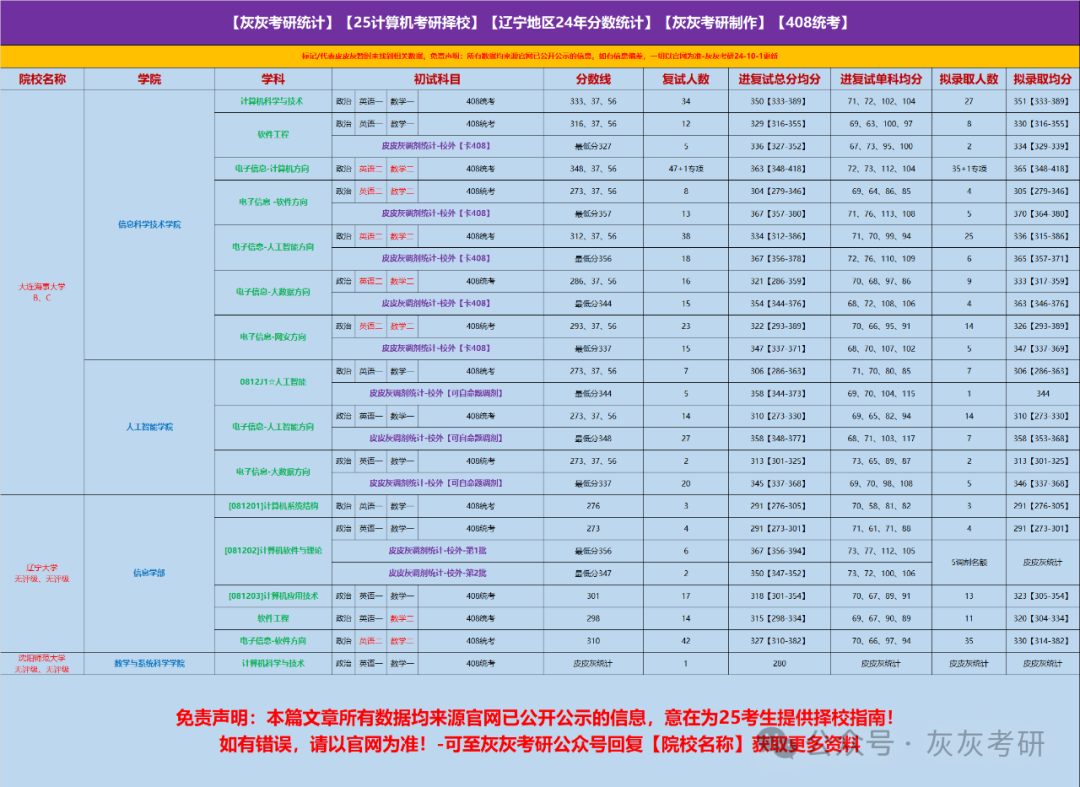 【灰灰考研统计】【25计算机考研择校】【辽宁地区24年分数统计】【灰灰考研制作】【408统考】
标记/代表皮皮灰暂时未找到相关数据，免责声明：所有数据均来源官网已公开公示的信息，如有信息偏差，一切以官网为准-灰灰考研24-10-1更新
院校名称 学院 学科 初试科目 分数线 复试人数 进复试总分均分 进复试单科均分 拟录取人数 拟录取均分
大连海事大学
B、C
信息科学技术学院
计算机科学与技术 政治 英语一 数学一 408统考 333，37，56 34 350【333-389】 71、72、102、104 27 351【333-389】
软件工程 政治 英语一 数学一 408统考 316，37，56 12 329【316-355】 69、63、100、97 8 330【316-355】
皮皮灰调剂统计-校外【卡408】 最低分327 5 336【327-352】 67、73、95、100 2 334【329-339】
电子信息-计算机方向 政治 英语二 数学二 408统考 348，37，56 47+1专项 363【348-418】 72、73、112、104 35+1专项 365【348-418】
电子信息 -软件方向 政治 英语二 数学二 408统考 273，37，56 8 304【279-346】 69、64、86、85 4 305【279-346】
皮皮灰调剂统计-校外【卡408】 最低分357 13 367【357-380】 71、76、113、108 5 370【364-380】
电子信息-人工智能方向 政治 英语二 数学二 408统考 312，37，56 38 334【312-386】 71、70、99、94 25 336【315-386】
皮皮灰调剂统计-校外【卡408】 最低分356 18 367【356-378】 72、76、110、109 6 365【357-371】
电子信息-大数据方向 政治 英语二 数学二 408统考 286，37，56 16 321【286-359】 70、68、97、86 9 333【317-359】
皮皮灰调剂统计-校外【卡408】 最低分344 15 354【344-376】 68、72、108、106 4 363【346-376】
电子信息-网安方向 政治 英语二 数学二 408统考 293，37，56 23 322【293-389】 70、66、95、91 14 326【293-389】
皮皮灰调剂统计-校外【卡408】 最低分337 15 347【337-371】 68、70、107、102 5 347【337-369】
人工智能学院
0812J1☆人工智能 政治 英语一 数学一 408统考 273，37，56 7 306【286-363】 71、70、80、85 7 306【286-363】
皮皮灰调剂统计-校外【可自命题调剂】 最低分344 5 358【344-373】 69、70、104、115 1 344
电子信息-人工智能方向 政治 英语一 数学一 408统考 273，37，56 14 310【273-330】 69、65、82、94 14 310【273-330】
皮皮灰调剂统计-校外【可自命题调剂】 最低分348 27 358【348-377】 68、71、103、117 7 358【353-368】
电子信息-大数据方向 政治 英语一 数学一 408统考 273，37，56 2 313【301-325】 73、65、89、87 2 313【301-325】
皮皮灰调剂统计-校外【可自命题调剂】 最低分337 20 345【337-368】 69、70、98、108 5 346【337-368】
辽宁大学
无评级、无评级
信息学部
[081201]计算机系统结构 政治 英语一 数学一 408统考 276 3 291【276-305】 70、58、81、82 3 291【276-305】
[081202]计算机软件与理论 政治 英语一 数学一 408统考 273 4 291【273-301】 71、61、71、88 4 291【273-301】
皮皮灰调剂统计-校外-第1批 最低分356 6 367【356-394】 73、77、112、105 5调剂名额 皮皮灰统计
皮皮灰调剂统计-校外-第2批 最低分347 2 350【347-352】 73、72、100、106
[081203]计算机应用技术 政治 英语一 数学一 408统考 301 17 318【301-354】 70、67、89、91 13 323【305-354】
软件工程 政治 英语一 数学二 408统考 298 14 315【298-334】 69、67、90、89 11 320【304-334】
电子信息-软件方向 政治 英语二 数学二 408统考 310 42 327【310-382】 70、66、97、94 35 330【314-382】
沈阳师范大学
无评级、无评级
数学与系统科学学院 计算机科学与技术 政治 英语一 数学一 408统考 皮皮灰统计 1 280 皮皮灰统计 皮皮灰统计 皮皮灰统计
免责声明：本篇文章所有数据均来源官网已公开公示的信息，意在为25考生提供择校指南！
如有错误，请以官网为准！-可至灰灰考研公众号回复【院校名称】获取更多资料
公众号 · 灰灰考研